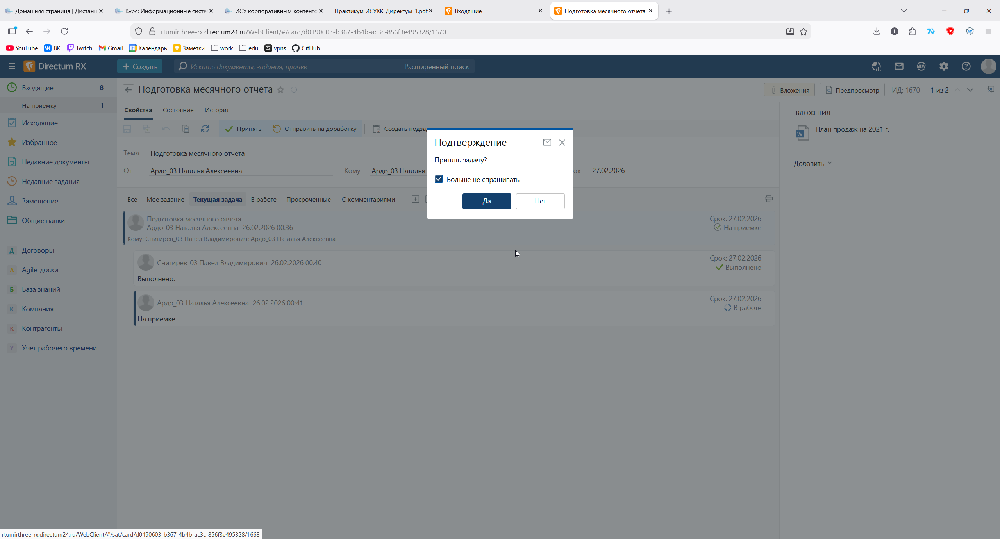 Домашняя страница | Дистанц
Курс: Информационные систе
ИСУ корпоративным контенто
Практикум ИСУКК_Директум_1.pdf
Входящие
Подготовка месячного отчета
rtumirthree-rx.directum24.ru/WebClient/#/card/d0190603-b367-4b4b-ac3c-856f3e495328/1670
YouTube
ВК
Twitch
Gmail
31 Календарь
Заметки
work
edu
vpns
GitHub
Directum RX
Создать
Искать документы, задания, прочее
Расширенный поиск
NEW
Входящие 8
На приемку 1
Исходящие
Избранное
Недавние документы
Недавние задания
Замещение
Общие папки
Д Договоры
A Agile-доски
Б База знаний
К Компания
К Контрагенты
У Учет рабочего времени
Подготовка месячного отчета
Вложения
Предпросмотр
ИД: 1670
1 из 2
Свойства
Состояние
История
Принять
Отправить на доработку
Создать подза
Тема Подготовка месячного отчета
От Ардо_03 Наталья Алексеевна
Кому Ардо_03 Наталья
ок 27.02.2026
Подтверждение
Принять задачу?
Больше не спрашивать
Да
Нет
Все
Мое задание
Текущая задача
В работе
Просроченные
С комментариями
Подготовка месячного отчета
Ардо_03 Наталья Алексеевна 26.02.2026 00:36
Кому: Снигирев_03 Павел Владимирович; Ардо_03 Наталья Алексеевна
Срок: 27.02.2026
На приемке
Снигирев_03 Павел Владимирович 26.02.2026 00:40
Выполнено.
Срок: 27.02.2026
Выполнено
Ардо_03 Наталья Алексеевна 26.02.2026 00:41
На приемке.
Срок: 27.02.2026
В работе
ВЛОЖЕНИЯ
W План продаж на 2021 г.
Добавить
rtumirthree-rx.directum24.ru/WebClient/#/sat/card/d0190603-b367-4b4b-ac3c-856f3e495328/1668